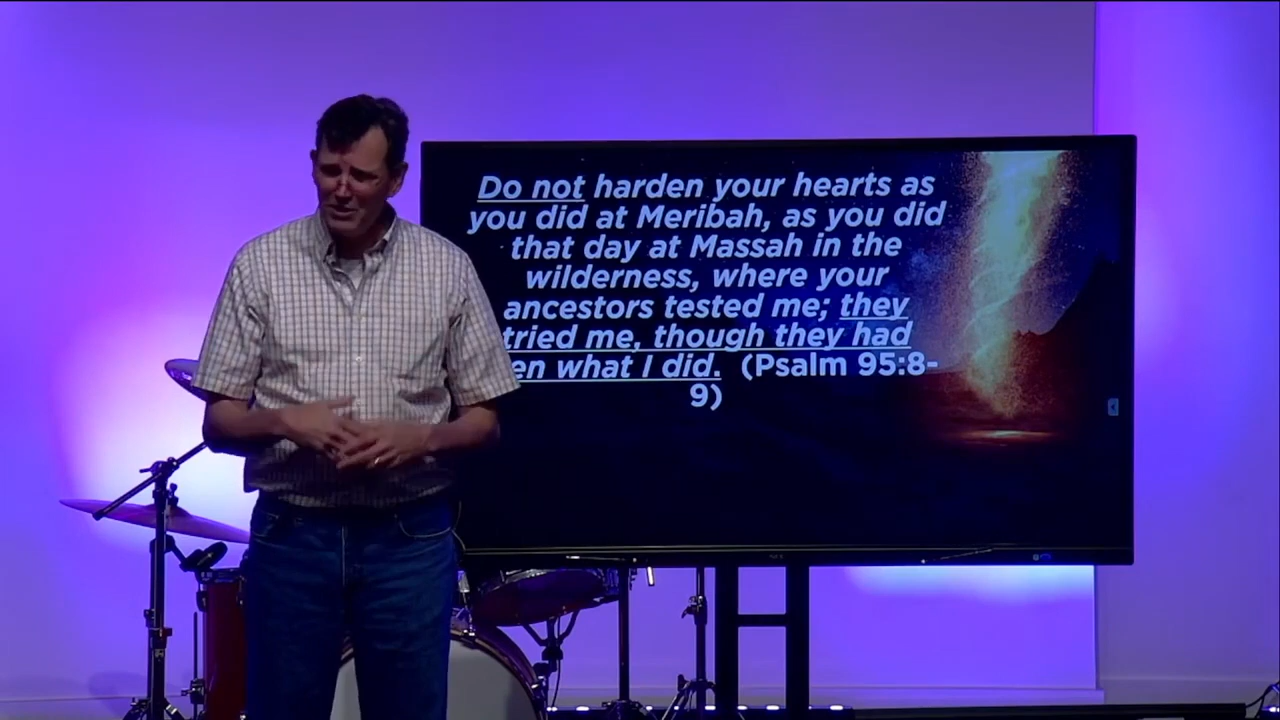 Do not harden your hearts as
you did at Meribah, as you did
that day at Massah in the
wilderness, where your
ancestors tested me; they
tried me, though they had
what I did. (Psalm 95:8-
9)